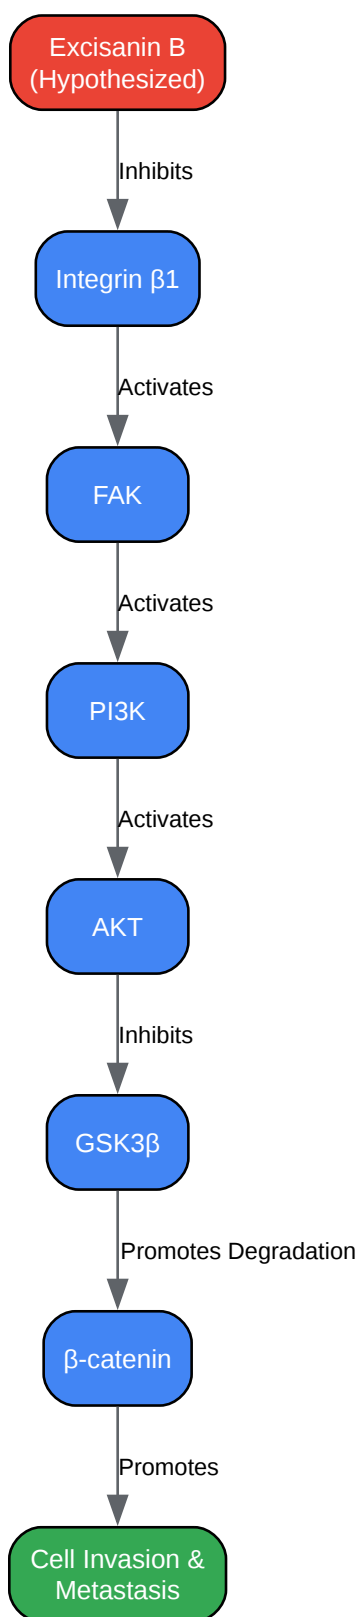 Excisanin B
(Hypothesized)
Inhibits
Integrin β1
Activates
FAK
Activates
PI3K
Activates
AKT
Inhibits
GSK3β
Promotes Degradation
β-catenin
Promotes
Cell Invasion &
Metastasis